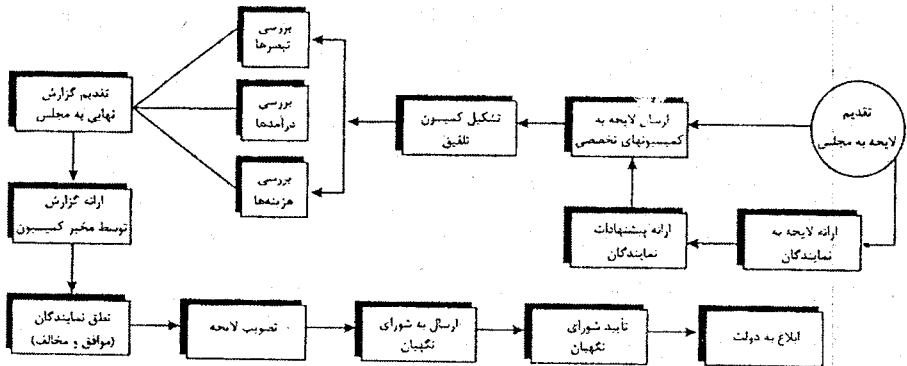 تقدیم
لایحه به مجلس
ارسال لایحه به
کمیسیونهای تخصصی
ارائه لایحه به
نمایندگان
ارائه پیشنهادات
نمایندگان
تشکیل کمیسیون
تلفیق
بررسی
تبصرها
بررسی
درآمدها
بررسی
هزینه‌ها
تقدیم گزارش
نهایی به مجلس
ارائه گزارش
توسط مخبر کمیسیون
نطق نمایندگان
(موافق و مخالف)
تصویب لایحه
ارسال به شورای
نگهبان
تأیید شورای
نگهبان
ابلاغ به دولت